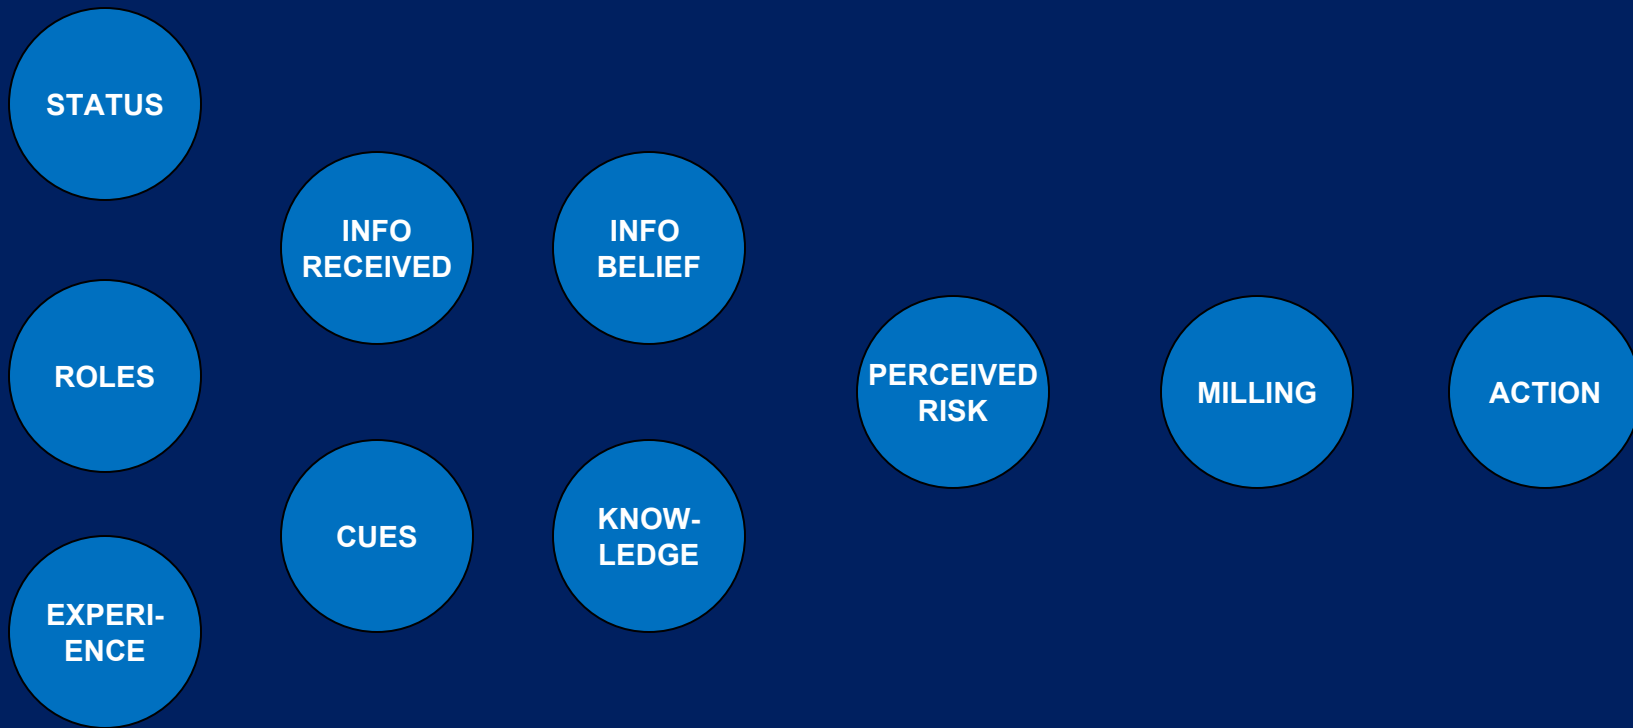 STATUS
ROLES
EXPERI-
ENCE
INFO
RECEIVED
CUES
INFO
BELIEF
KNOW-
LEDGE
PERCEIVED
RISK
MILLING
ACTION